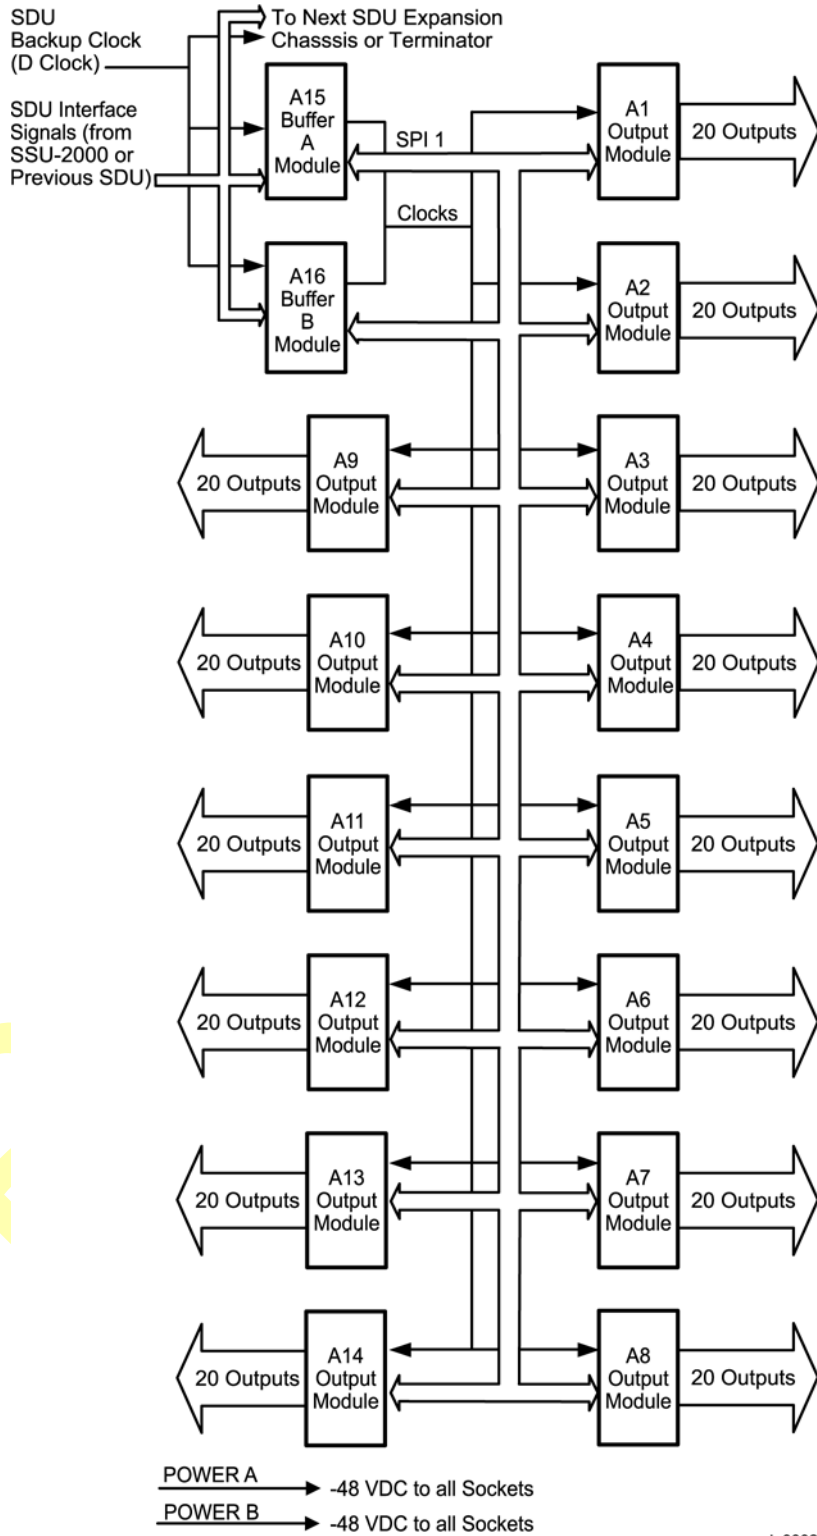 SDU
Backup Clock
(D Clock)
To Next SDU Expansion
Chasssis or Terminator
SDU Interface
Signals (from
SSU-2000 or
Previous SDU)
A15
Buffer
A
Module
SPI 1
A1
Output
Module
20 Outputs
Clocks
A16
Buffer
B
Module
A2
Output
Module
20 Outputs
20 Outputs
A9
Output
Module
A3
Output
Module
20 Outputs
20 Outputs
A10
Output
Module
A4
Output
Module
20 Outputs
20 Outputs
A11
Output
Module
A5
Output
Module
20 Outputs
20 Outputs
A12
Output
Module
A6
Output
Module
20 Outputs
20 Outputs
A13
Output
Module
A7
Output
Module
20 Outputs
20 Outputs
A14
Output
Module
A8
Output
Module
20 Outputs
POWER A
-48 VDC to all Sockets
POWER B
-48 VDC to all Sockets